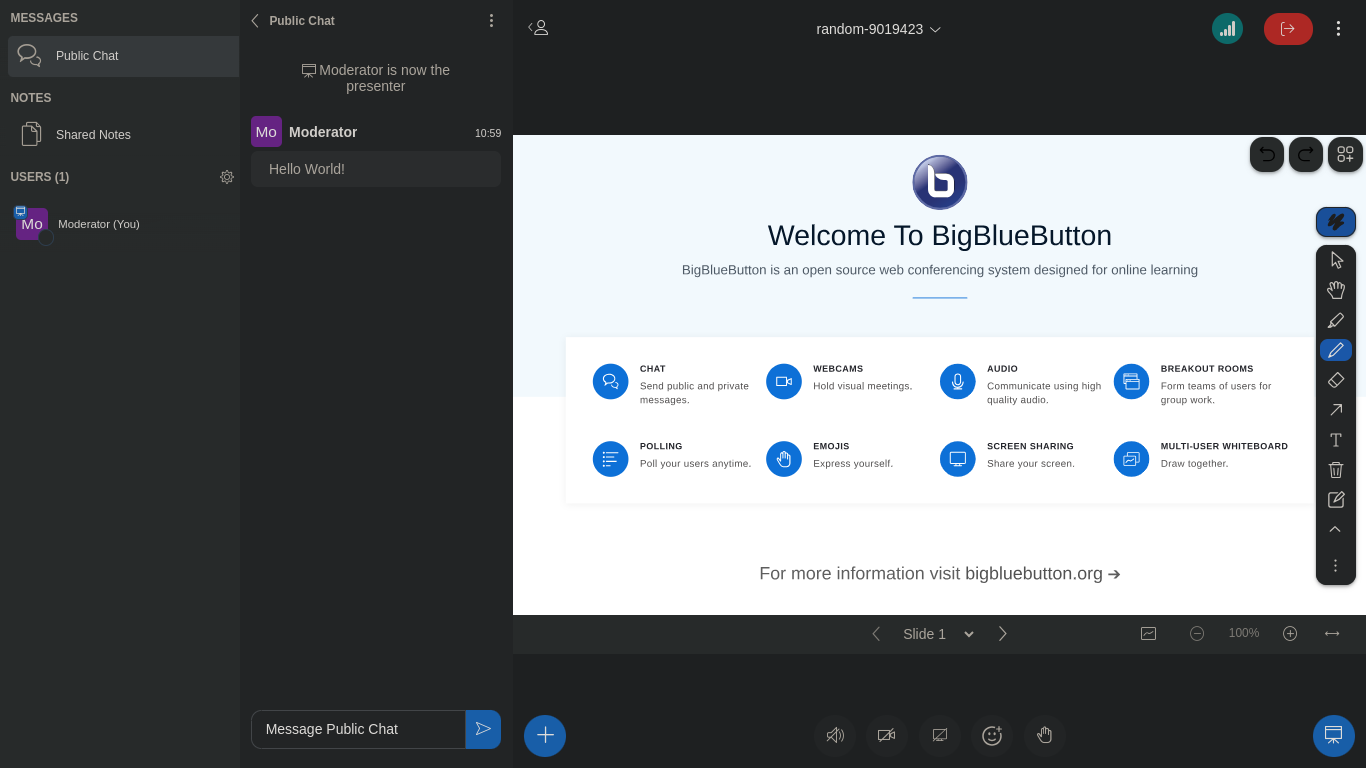 MESSAGES
Public Chat
NOTES
Shared Notes
USERS (1)
Mo
Moderator (You)
Public Chat
Moderator is now the
presenter
Mo
Moderator
10:59
Hello World!
Message Public Chat
random-9019423
Welcome To BigBlueButton
BigBlueButton is an open source web conferencing system designed for online learning
CHAT
Send public and private
messages.
WEBCAMS
Hold visual meetings.
AUDIO
Communicate using high
quality audio.
BREAKOUT ROOMS
Form teams of users for
group work.
POLLING
Poll your users anytime.
EMOJIS
Express yourself.
SCREEN SHARING
Share your screen.
MULTI-USER WHITEBOARD
Draw together.
For more information visit bigbluebutton.org ➔
Slide 1
100%